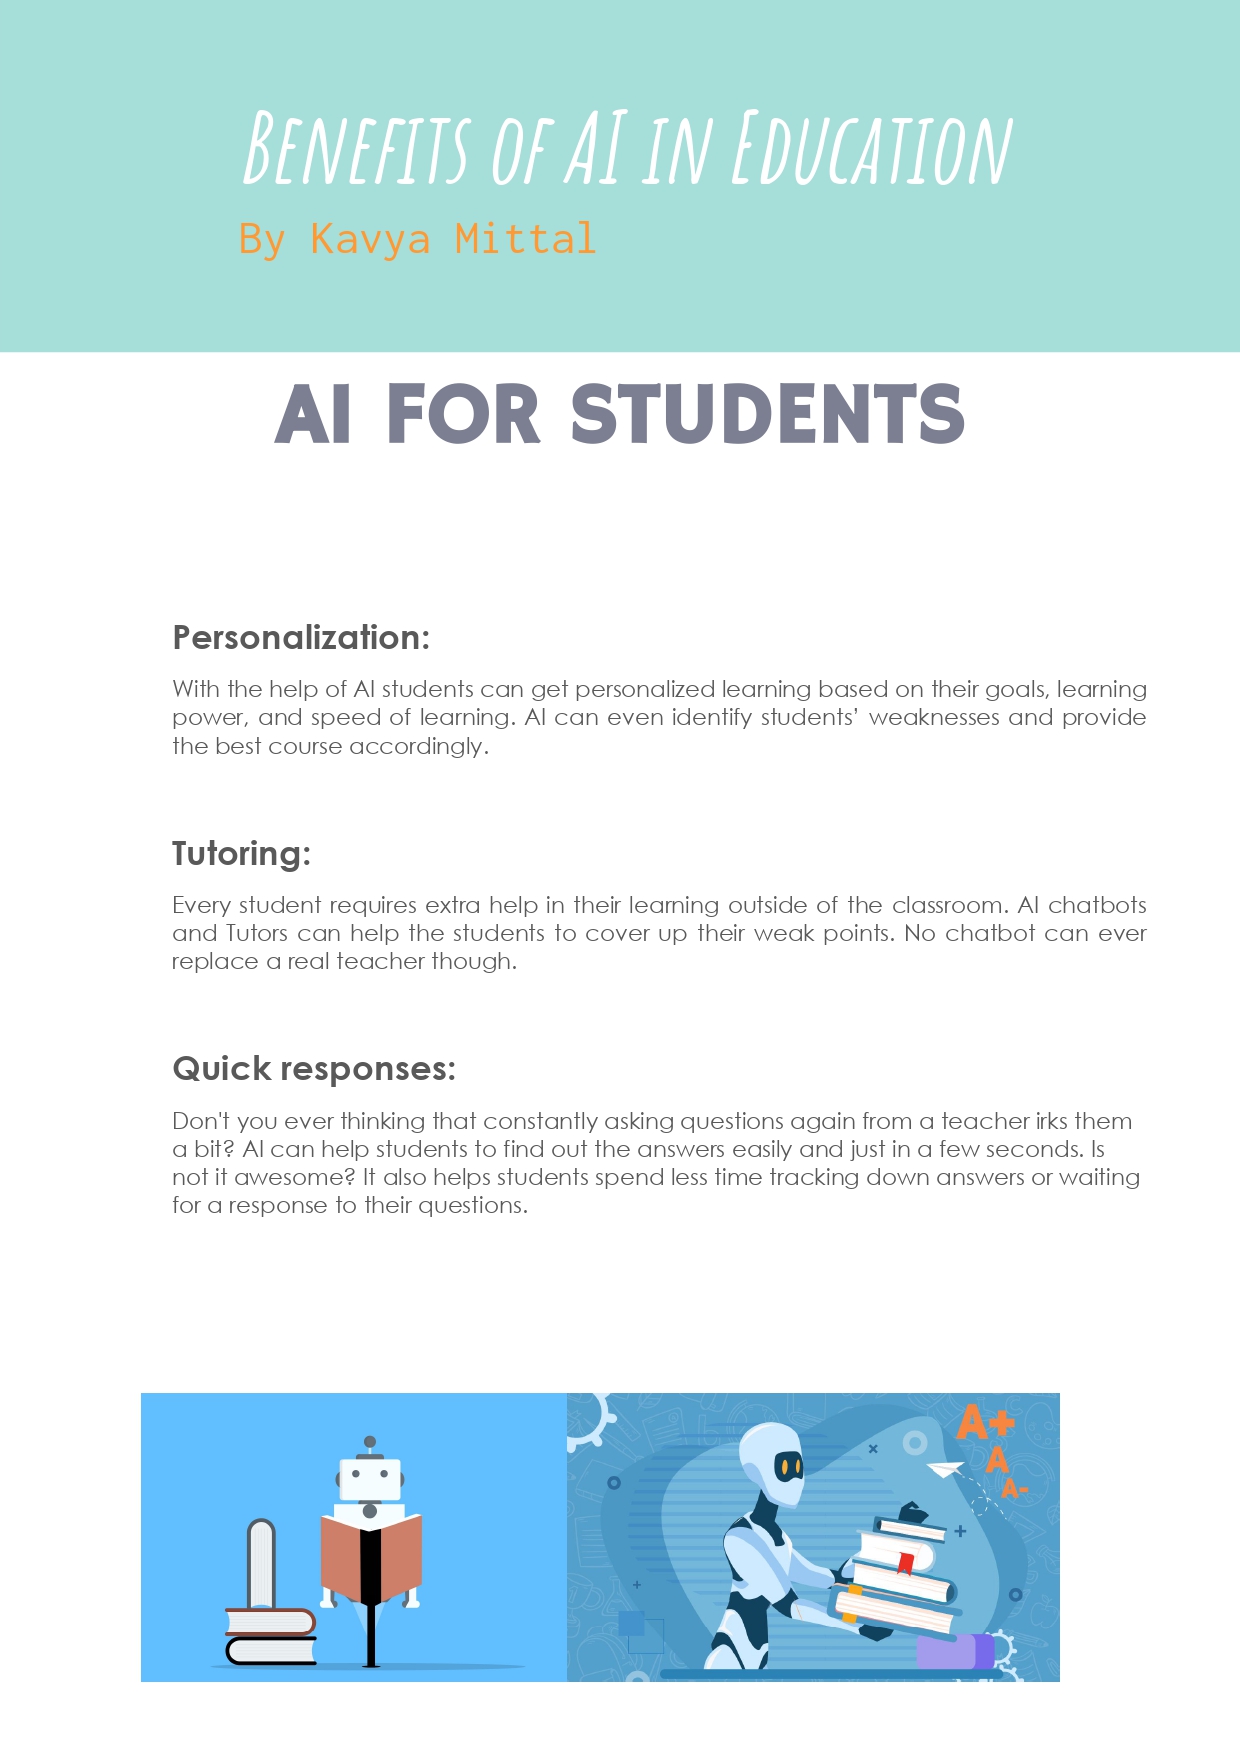 Benefits of AI in Education
By Kavya Mittal
AI FOR STUDENTS
Personalization:
With the help of AI students can get personalized learning based on their goals, learning
power, and speed of learning. AI can even identify students’ weaknesses and provide
the best course accordingly.
Tutoring:
Every student requires extra help in their learning outside of the classroom. AI chatbots
and Tutors can help the students to cover up their weak points. No chatbot can ever
replace a real teacher though.
Quick responses:
Don't you ever thinking that constantly asking questions again from a teacher irks them
a bit? AI can help students to find out the answers easily and just in a few seconds. Is
not it awesome? It also helps students spend less time tracking down answers or waiting
for a response to their questions.
A+
A
A-